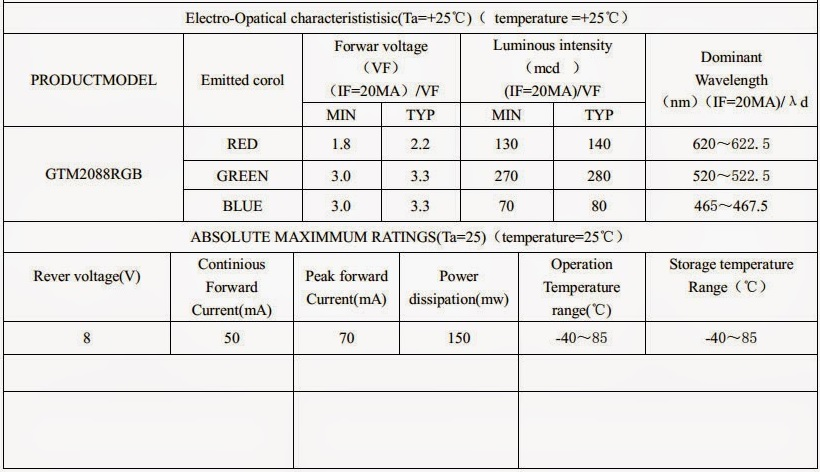 Electro-Opatical characterististisic(Ta=+25℃)（ temperature =+25℃）
PRODUCTMODEL
Emitted corol
Forwar voltage
（VF）
（IF=20MA）/VF
Luminous intensity
（mcd ）
(IF=20MA)/VF
Dominant
Wavelength
(nm)（IF=20MA)/λd
MIN TYP MIN TYP
GTM2088RGB
RED 1.8 2.2 130 140 620～622.5
GREEN 3.0 3.3 270 280 520～522.5
BLUE 3.0 3.3 70 80 465～467.5
ABSOLUTE MAXIMMUM RATINGS(Ta=25)（temperature=25℃）
Rever voltage(V)
Continious
Forward
Current(mA)
Peak forward
Current(mA)
Power
dissipation(mw)
Operation
Temperature
range(℃)
Storage temperature
Range（℃）
8 50 70 150 -40～85 -40～85